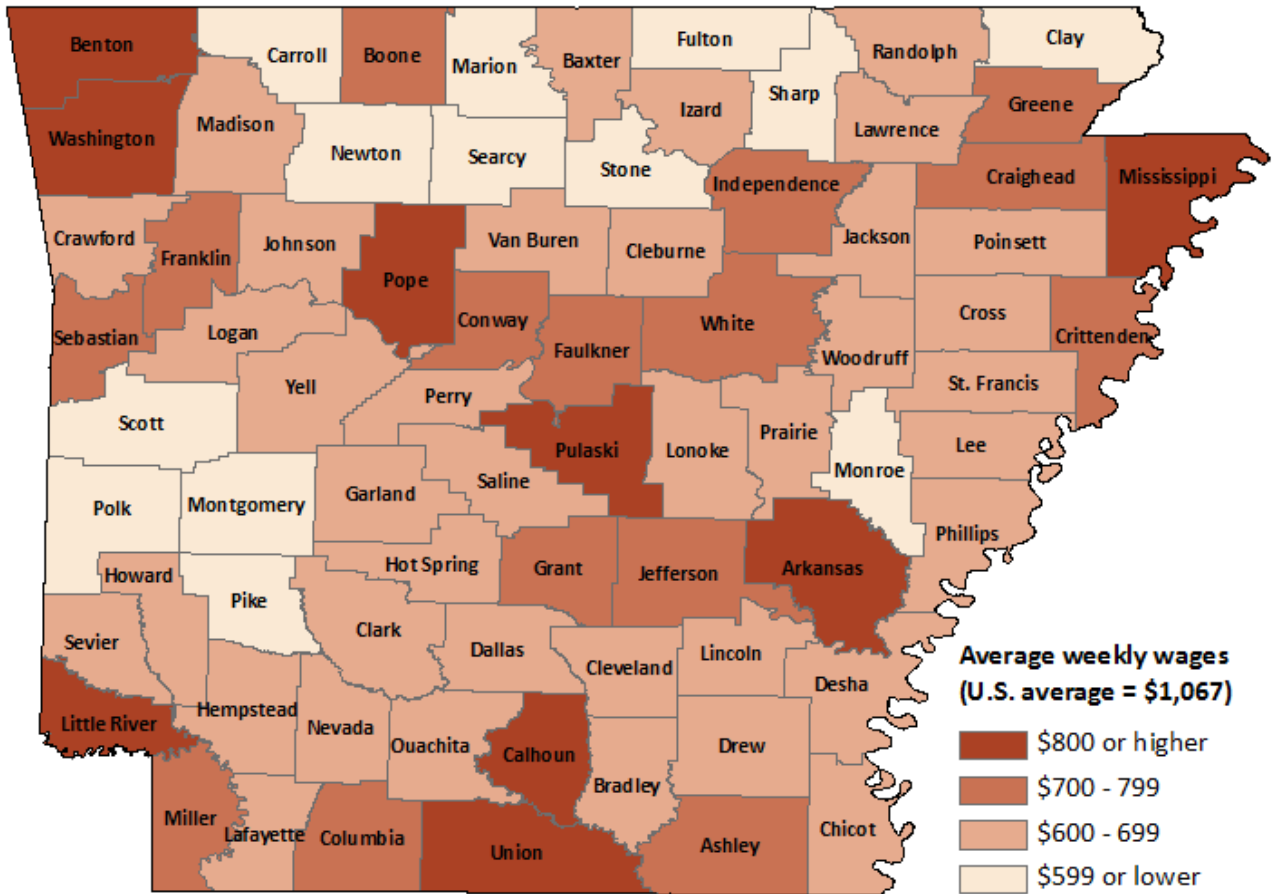 Benton
Carroll
Boone
Marion
Baxter
Fulton
Randolph
Clay
Izard
Sharp
Greene
Washington
Madison
Newton
Searcy
Stone
Lawrence
Independence
Craighead
Mississippi
Crawford
Franklin
Johnson
Pope
Van Buren
Cleburne
Jackson
Poinsett
Sebastian
Logan
Conway
Faulkner
White
Woodruff
Cross
Crittenden
Scott
Yell
Perry
Pulaski
Lonoke
Prairie
St. Francis
Lee
Monroe
Polk
Montgomery
Garland
Saline
Phillips
Howard
Pike
Hot Spring
Grant
Jefferson
Arkansas
Sevier
Clark
Dallas
Cleveland
Lincoln
Desha
Little River
Hempstead
Nevada
Ouachita
Calhoun
Bradley
Drew
Miller
Lafayette
Columbia
Union
Ashley
Chicot
Average weekly wages
(U.S. average = $1,067)
$800 or higher
$700 - 799
$600 - 699
$599 or lower